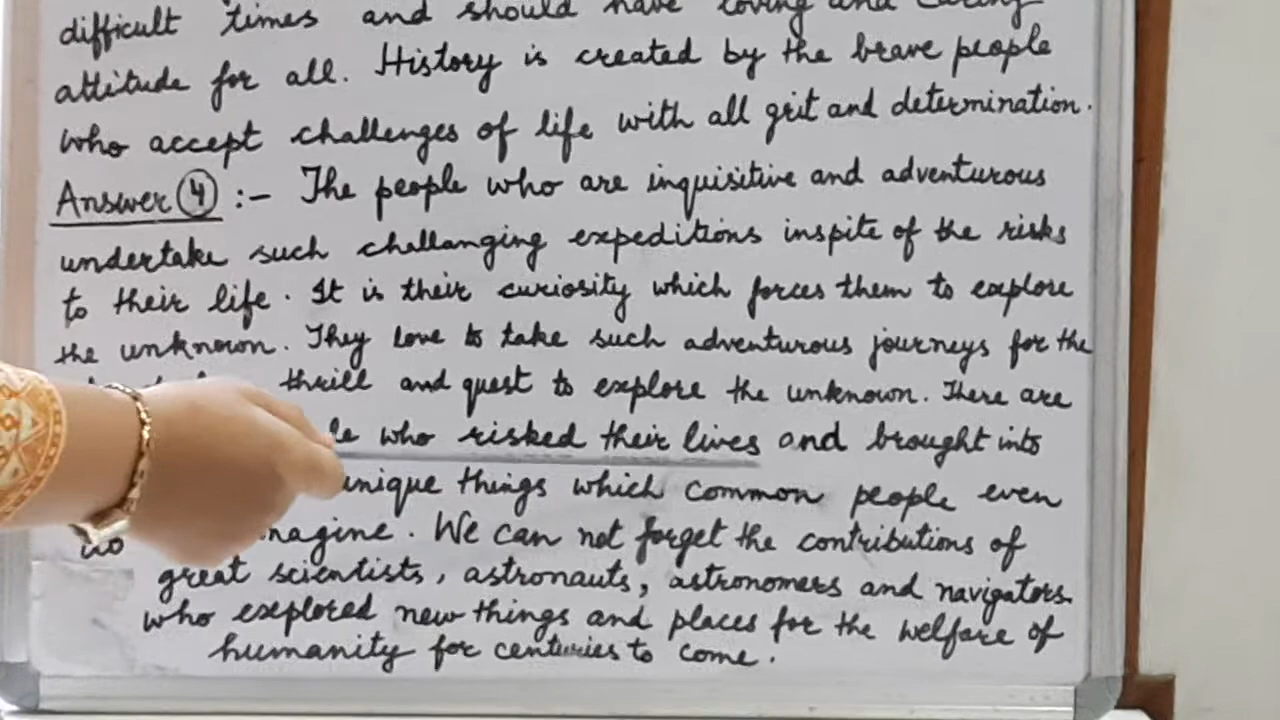 difficult times and should have loving and caring
attitude for all. History is created by the brave people
who accept challenges of life with all grit and determination.
Answer 4 :- The people who are inquisitive and adventurous
undertake such challanging expeditions inspite of the risks
to their life. It is their curiosity which forces them to explore
the unknown. They love to take such adventurous journeys for the
thrill and quest to explore the unknown. There are
who risked their lives and brought into
unique things which common people even
We can not forget the contributions of
great scientists, astronauts, astronomers and navigators
who explored new things and places for the welfare of
humanity for centuries to come.